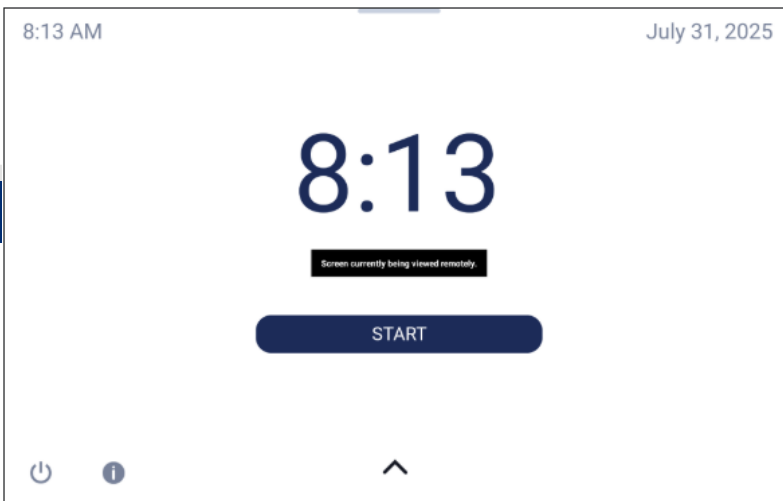 8:13 AM
July 31, 2025
8:13
Screen currently being viewed remotely.
START